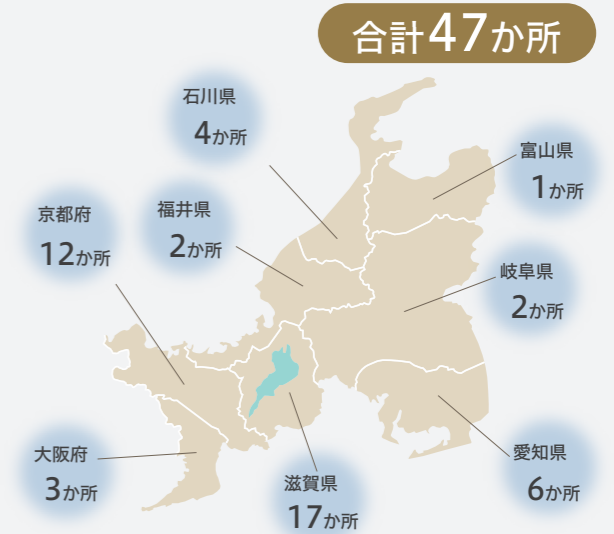 合計47か所
石川県
4か所
富山県
1か所
京都府
12か所
福井県
2か所
岐阜県
2か所
大阪府
3か所
滋賀県
17か所
愛知県
6か所